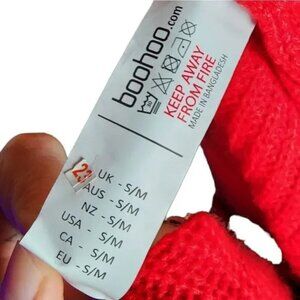 boohoo.com
KEEP AWAY
FROM FIRE
MADE IN BANGLADESH
UK - S/M
AUS - S/M
NZ - S/M
USA - S/M
CA - S/M
EU - S/M